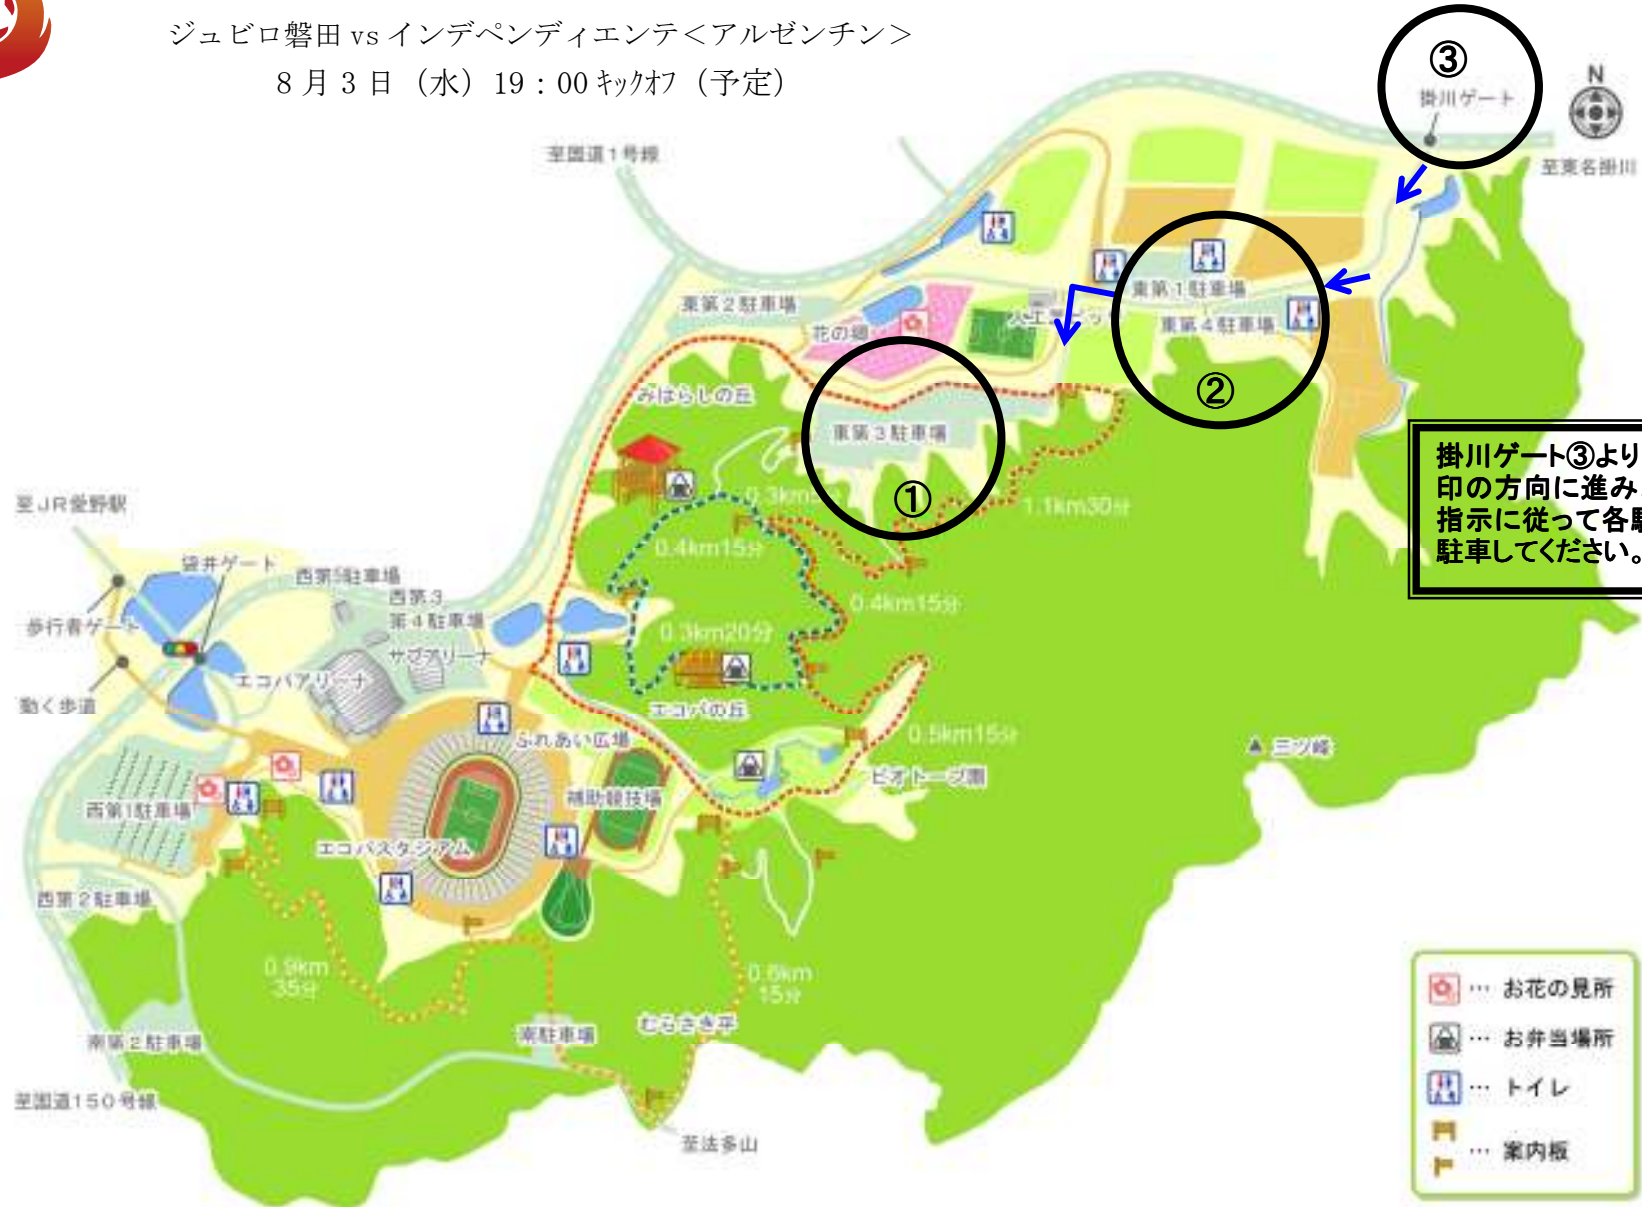 ジュビロ磐田 vs インデペンディエンテ＜アルゼンチン＞
8月3日（水）19：00 ｷｯｸｵﾌ（予定）
③
掛川ゲート
N
至東名掛川
至国道1号線
東第2駐車場
花の郷
東第1駐車場
東第4駐車場
②
みはらしの丘
東第3駐車場
①
掛川ゲート③より
印の方向に進み
指示に従って各駐
駐車してください。
0.3km
1.1km30分
0.4km15分
0.4km15分
0.3km20分
至JR愛野駅
袋井ゲート
西第5駐車場
西第3
第4駐車場
歩行者ゲート
サブアリーナ
エコパアリーナ
動く歩道
エコパの丘
ふれあい広場
0.5km15分
三ツ峰
ビオトープ園
補助競技場
西第1駐車場
エコパスタジアム
西第2駐車場
0.9km
35分
0.6km
15分
むらさき平
南駐車場
南第2駐車場
至国道150号線
至法多山
… お花の見所
… お弁当場所
… トイレ
… 案内板